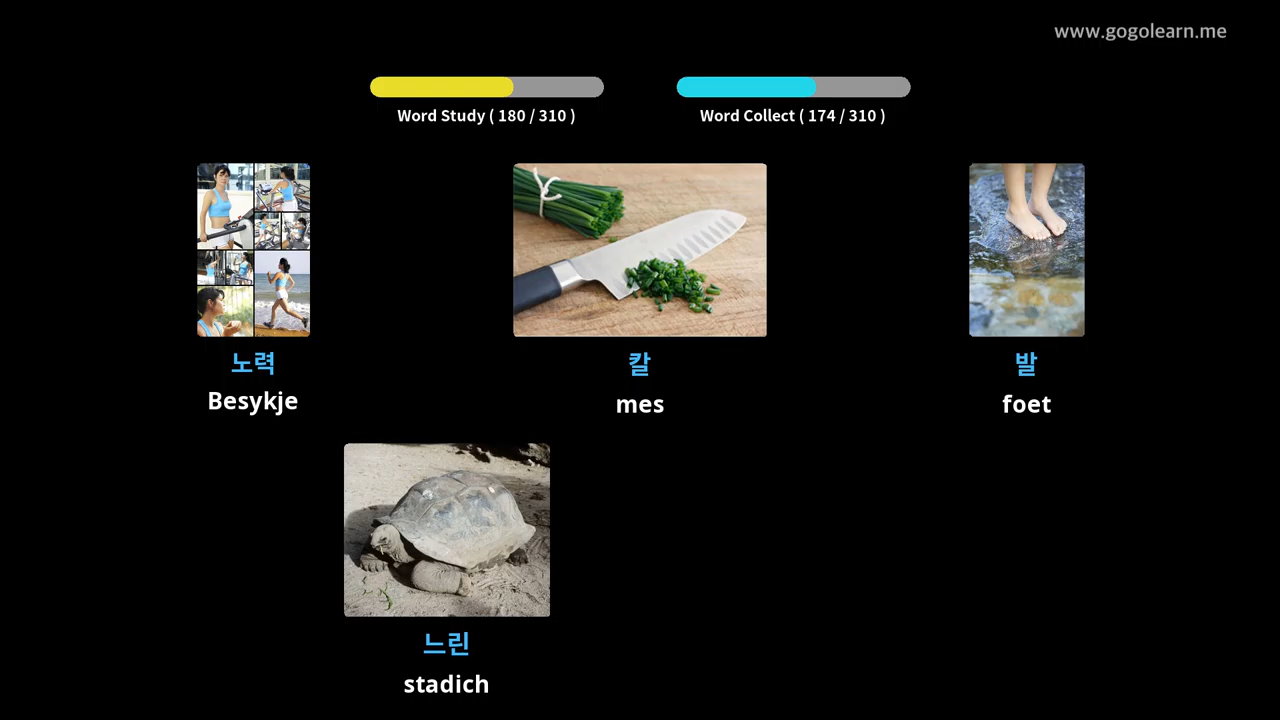 www.gogolearn.me
Word Study ( 180 / 310 )
Word Collect ( 174 / 310 )
노력
칼
발
Besykje
mes
foet
느린
stadich